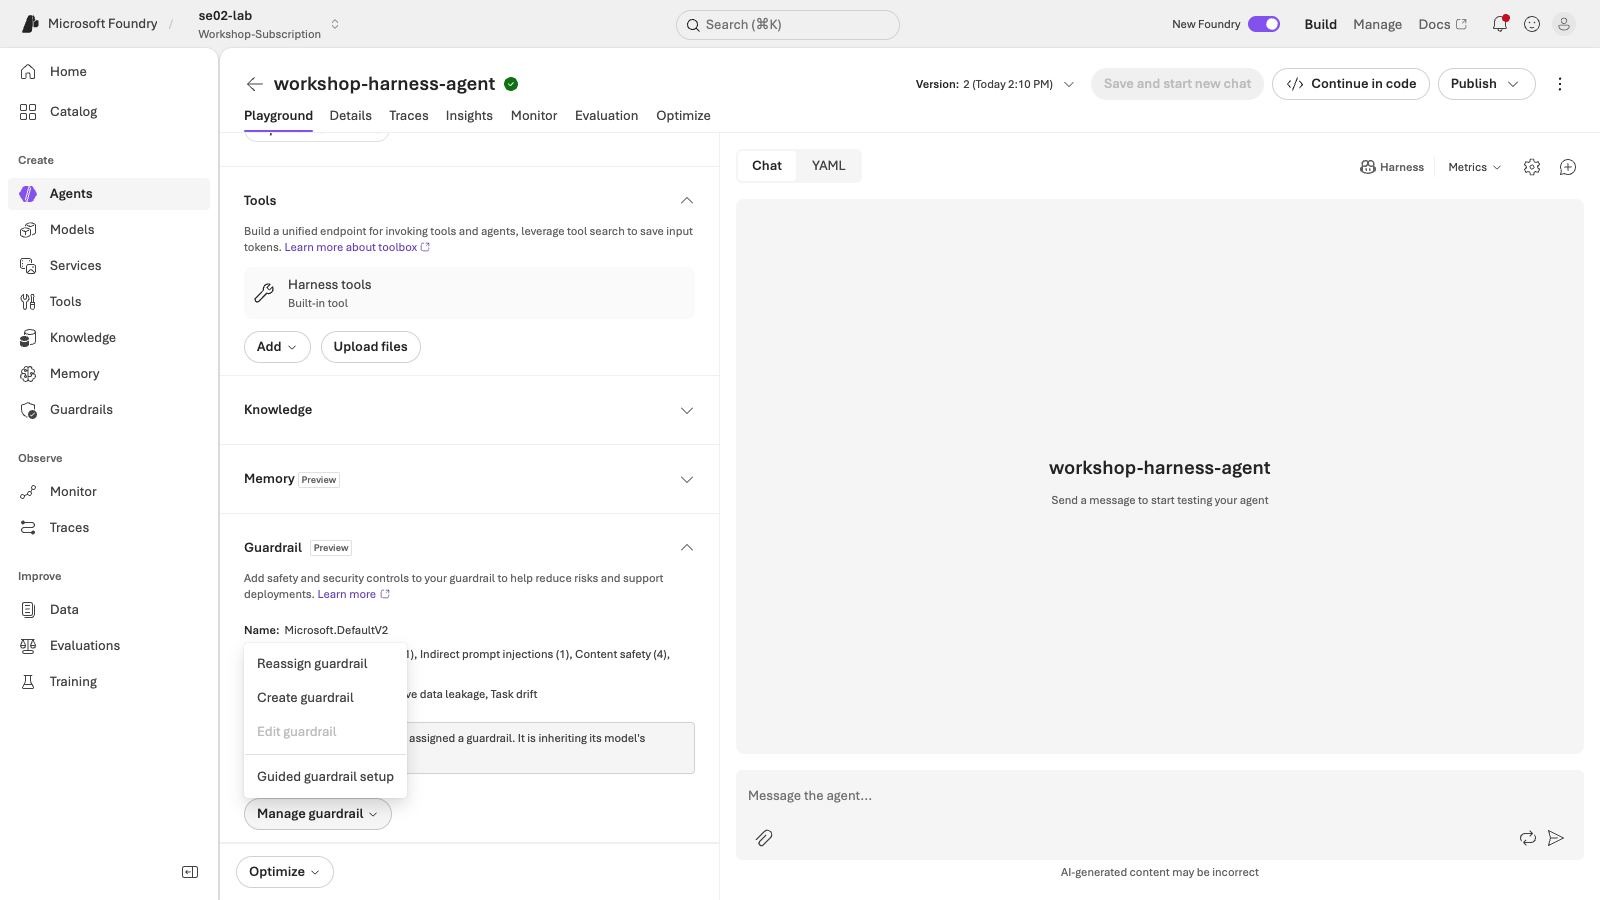 Microsoft Foundry
/
se02-lab
Workshop-Subscription
Search (⌘K)
New Foundry
Build
Manage
Docs
Home
Catalog
Create
Agents
Models
Services
Tools
Knowledge
Memory
Guardrails
Observe
Monitor
Traces
Improve
Data
Evaluations
Training
workshop-harness-agent
Version: 2 (Today 2:10 PM)
Save and start new chat
Continue in code
Publish
Playground
Details
Traces
Insights
Monitor
Evaluation
Optimize
Tools
Build a unified endpoint for invoking tools and agents, leverage tool search to save input
tokens. Learn more about toolbox
Harness tools
Built-in tool
Add
Upload files
Knowledge
Memory Preview
Guardrail Preview
Add safety and security controls to your guardrail to help reduce risks and support
deployments. Learn more
Name: Microsoft.DefaultV2
1), Indirect prompt injections (1), Content safety (4),
data leakage, Task drift
assigned a guardrail. It is inheriting its model's
Reassign guardrail
Create guardrail
Edit guardrail
Guided guardrail setup
Manage guardrail
Optimize
Chat
YAML
Harness
Metrics
workshop-harness-agent
Send a message to start testing your agent
Message the agent...
AI-generated content may be incorrect